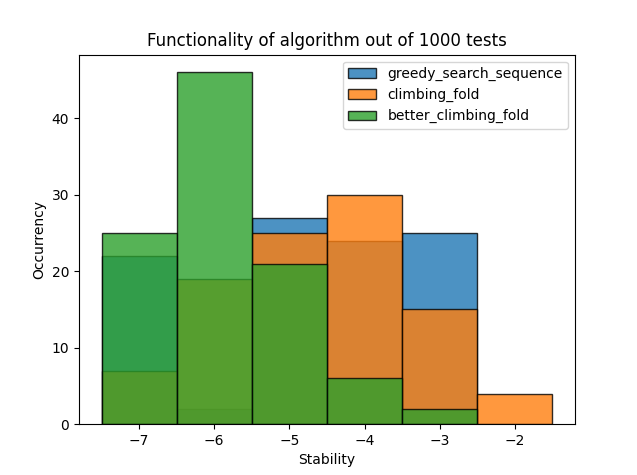 Functionality of algorithm out of 1000 tests
greedy_search_sequence
climbing_fold
better_climbing_fold
40
30
20
10
0
Occurrency
−7 −6 −5 −4 −3 −2
Stability